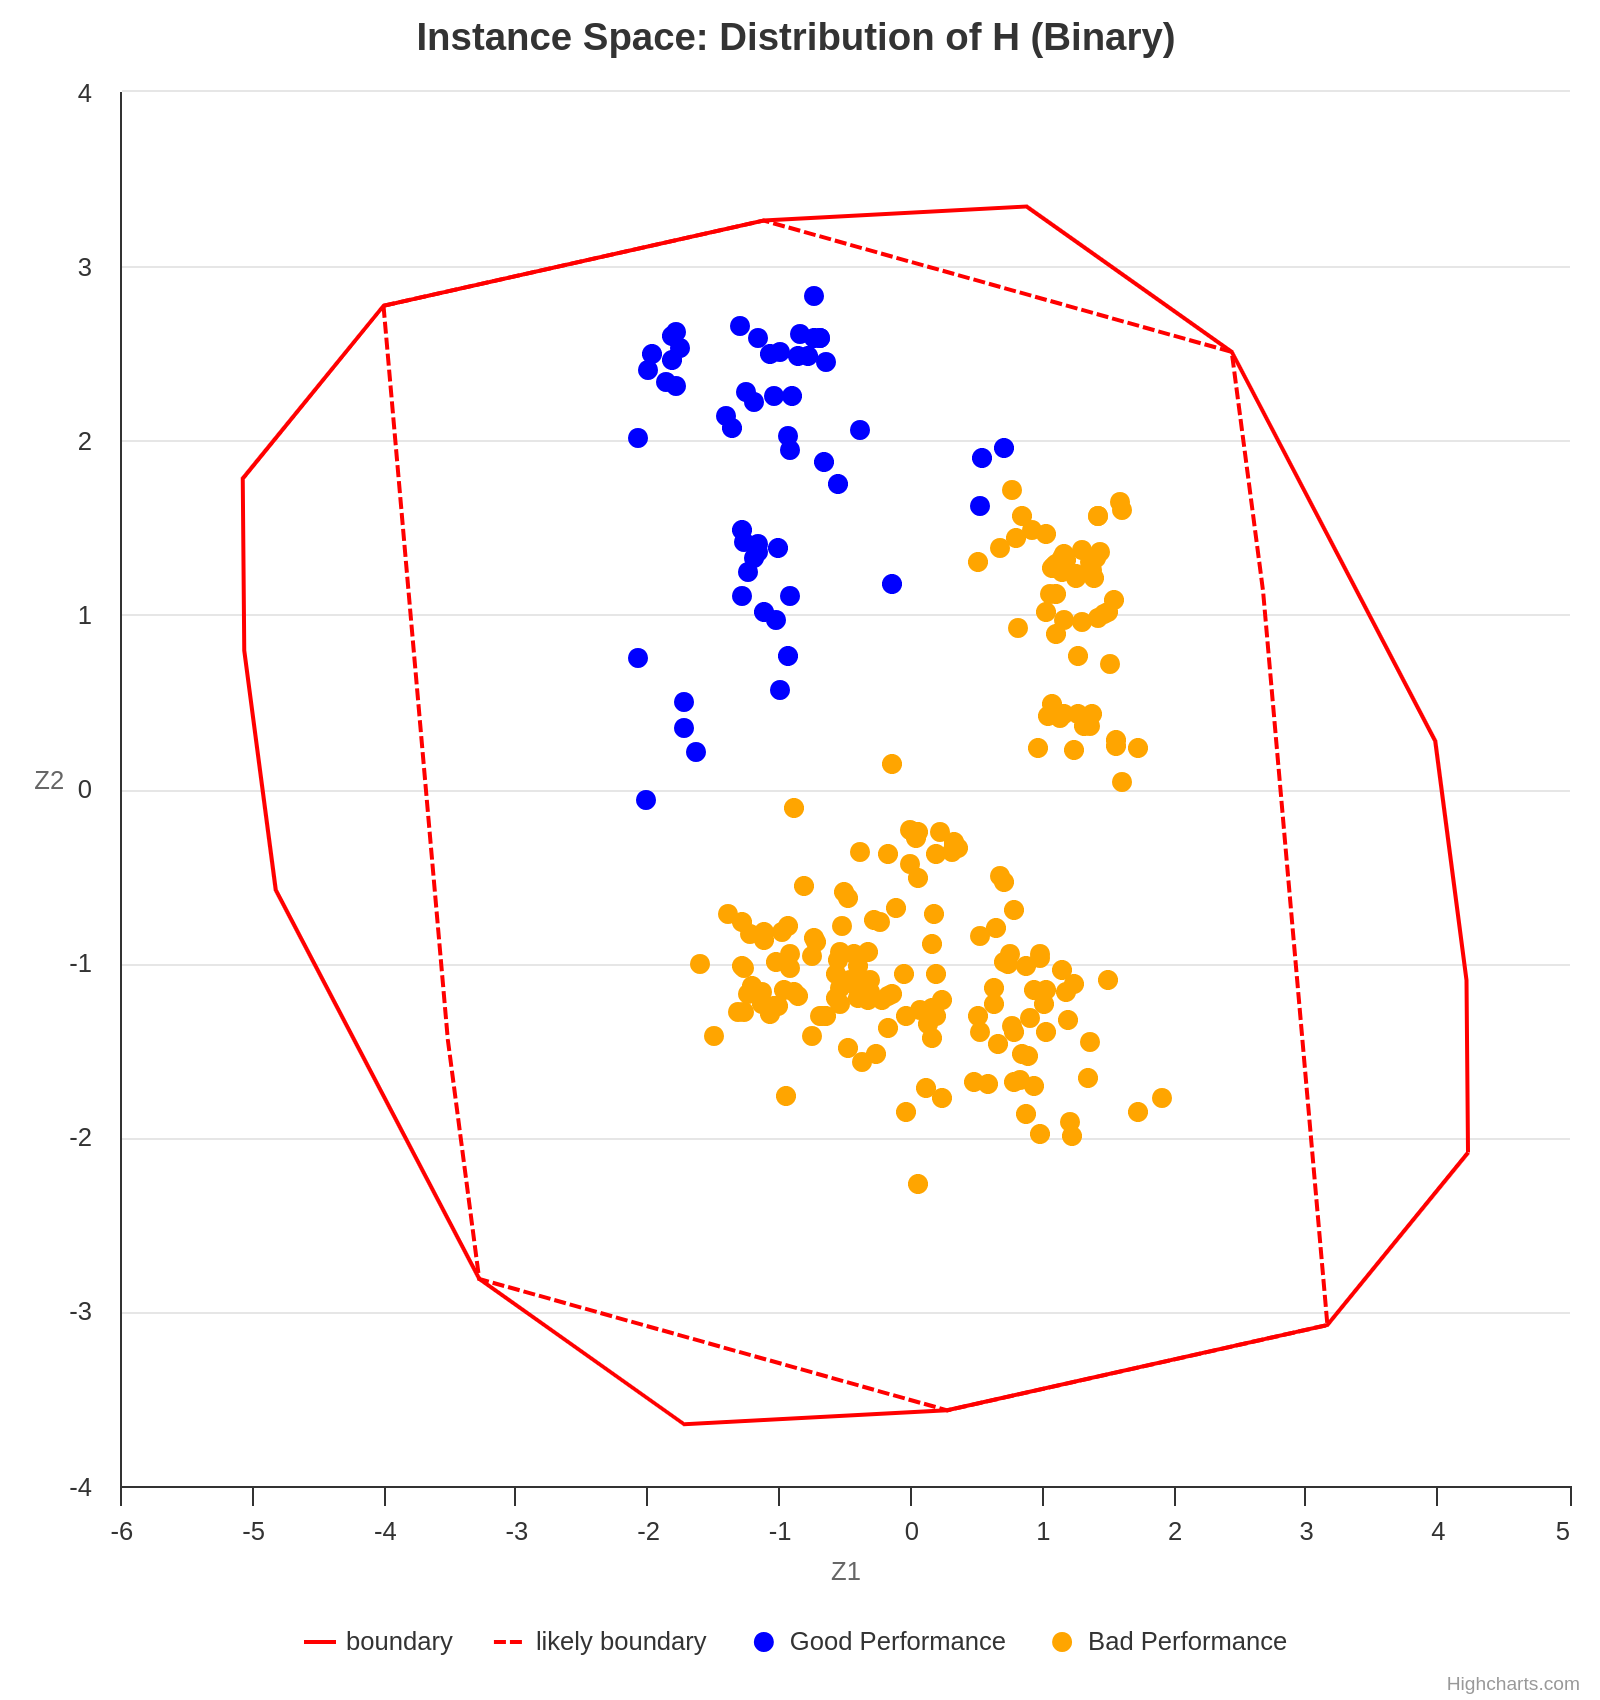 Instance Space: Distribution of H (Binary)
4
3
2
1
Z2 0
-1
-2
-3
-4
-6 -5 -4 -3 -2 -1 0 1 2 3 4 5
Z1
boundary likely boundary Good Performance Bad Performance
Highcharts.com